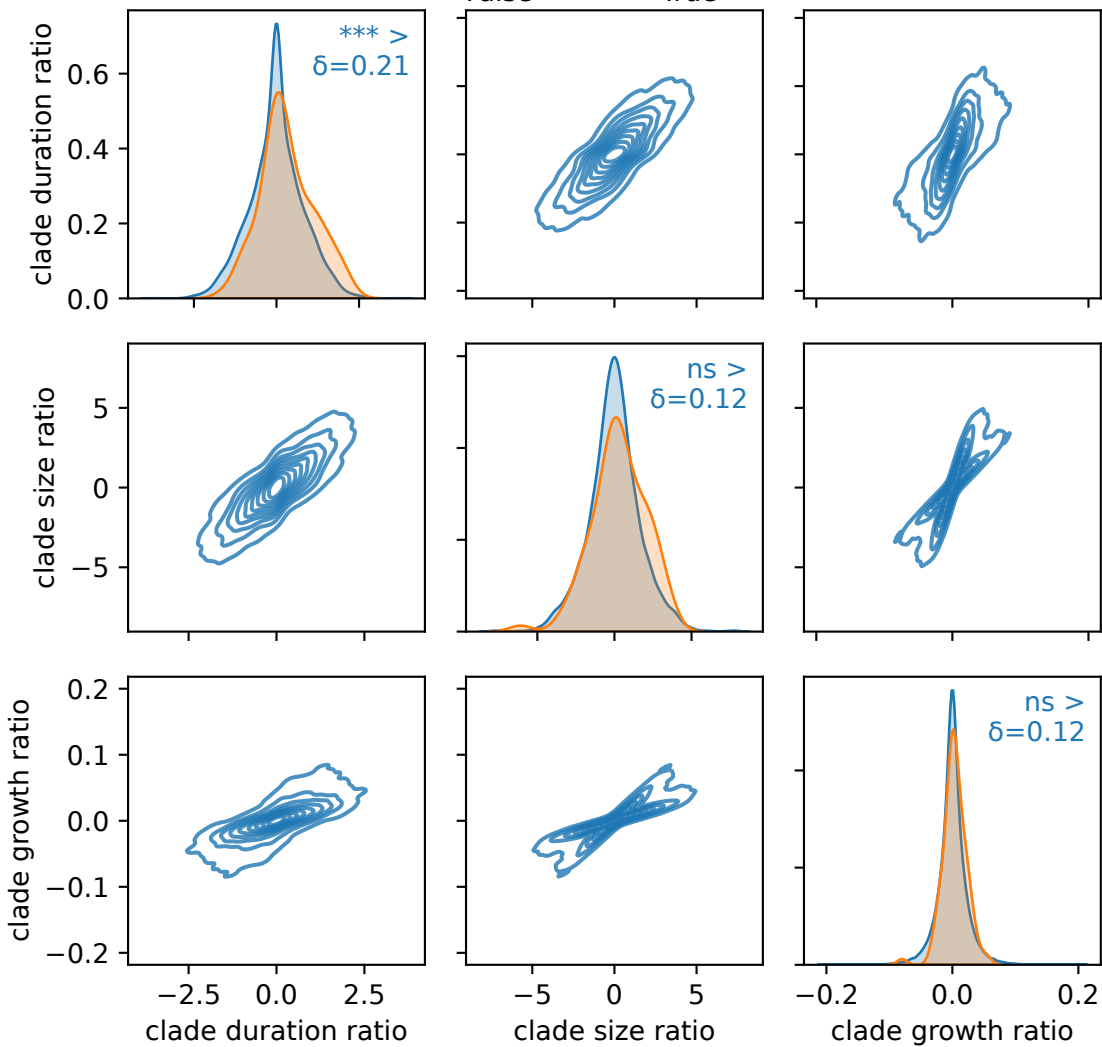 clade duration ratio
0.6
0.4
0.2
0.0
*** >
δ=0.21
clade size ratio
5
0
−5
ns >
δ=0.12
clade growth ratio
0.2
0.1
0.0
−0.1
−0.2
ns >
δ=0.12
−2.5 0.0 2.5
clade duration ratio
−5 0 5
clade size ratio
−0.2 0.0 0.2
clade growth ratio